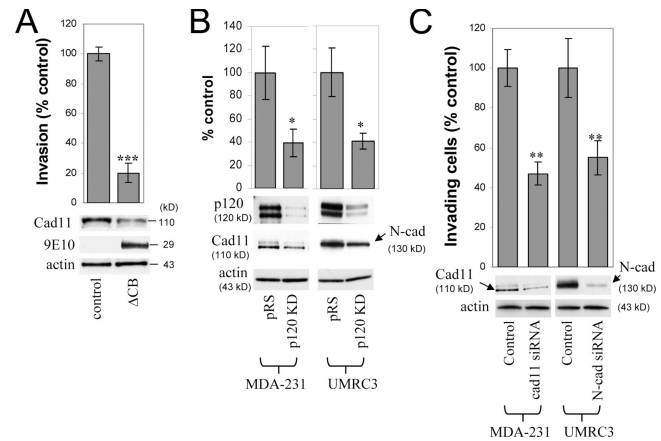 A
Invasion (% control)
120
100
80
60
40
20
0
***
(kD)
Cad11
110
9E10
29
actin
43
control
ΔCB
B
% control
140
120
100
80
60
40
20
0
*
*
p120
(120 kD)
Cad11
(110 kD)
N-cad
(130 kD)
actin
(43 kD)
pRS
p120 KD
pRS
p120 KD
MDA-231
UMRC3
C
Invading cells (% control)
120
100
80
60
40
20
0
**
**
Cad11
(110 kD)
N-cad
(130 kD)
actin
(43 kD)
Control
cad11 siRNA
Control
N-cad siRNA
MDA-231
UMRC3